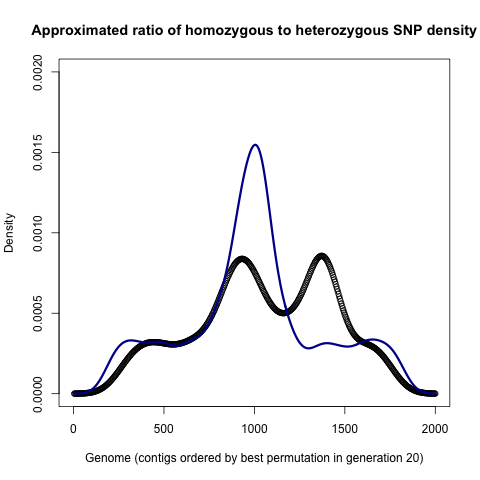 Approximated ratio of homozygous to heterozygous SNP density
0.0020
0.0015
0.0010
0.0005
0.0000
Density
0 500 1000 1500 2000
Genome (contigs ordered by best permutation in generation 20)